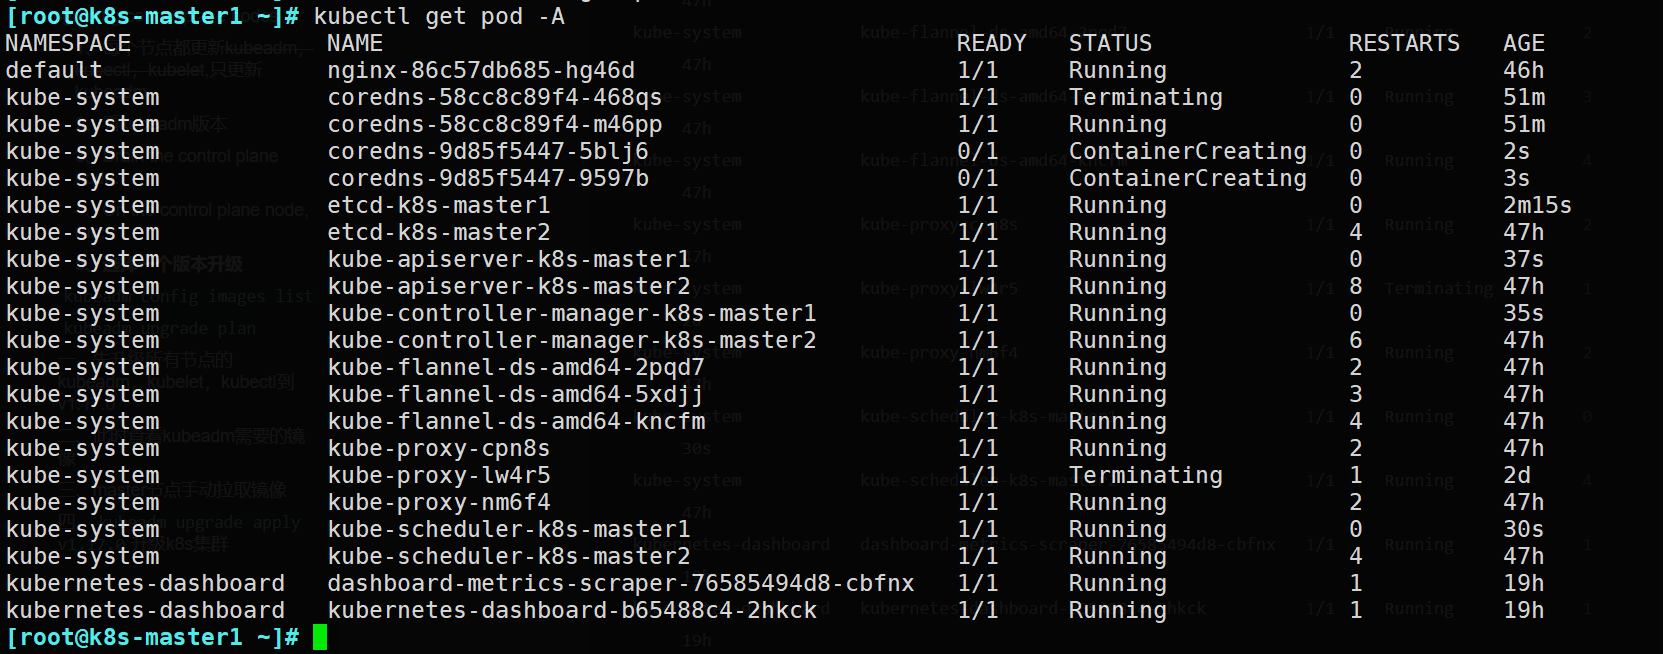 [root@k8s-master1 ~]# kubectl get pod -A
NAMESPACE NAME READY STATUS RESTARTS AGE
default nginx-86c57db685-hg46d 1/1 Running 2 46h
kube-system coredns-58cc8c89f4-468qs 1/1 Terminating 0 51m
kube-system coredns-58cc8c89f4-m46pp 1/1 Running 0 51m
kube-system coredns-9d85f5447-5blj6 0/1 ContainerCreating 0 2s
kube-system coredns-9d85f5447-9597b 0/1 ContainerCreating 0 3s
kube-system etcd-k8s-master1 1/1 Running 0 2m15s
kube-system etcd-k8s-master2 1/1 Running 4 47h
kube-system kube-apiserver-k8s-master1 1/1 Running 0 37s
kube-system kube-apiserver-k8s-master2 1/1 Running 8 47h
kube-system kube-controller-manager-k8s-master1 1/1 Running 0 35s
kube-system kube-controller-manager-k8s-master2 1/1 Running 6 47h
kube-system kube-flannel-ds-amd64-2pqd7 1/1 Running 2 47h
kube-system kube-flannel-ds-amd64-5xdjj 1/1 Running 3 47h
kube-system kube-flannel-ds-amd64-kncfm 1/1 Running 4 47h
kube-system kube-proxy-cpn8s 1/1 Running 2 47h
kube-system kube-proxy-lw4r5 1/1 Terminating 1 2d
kube-system kube-proxy-nm6f4 1/1 Running 2 47h
kube-system kube-scheduler-k8s-master1 1/1 Running 0 30s
kube-system kube-scheduler-k8s-master2 1/1 Running 4 47h
kubernetes-dashboard dashboard-metrics-scraper-76585494d8-cbfnx 1/1 Running 1 19h
kubernetes-dashboard kubernetes-dashboard-b65488c4-2hkck 1/1 Running 1 19h
[root@k8s-master1 ~]#